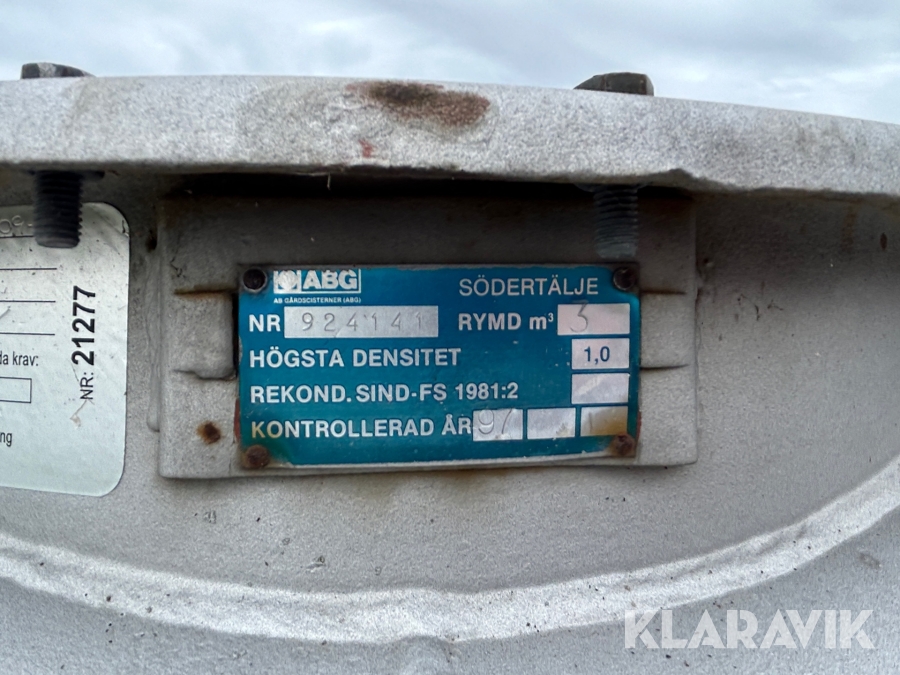 ABG SÖDERTÄLJE
AB GÅRDSCISTERNER (ABG)
NR 924141 RYMD m³ 3
HÖGSTA DENSITET 1,0
REKOND. SIND-FS 1981:2
KONTROLLERAD ÅR 97
da krav:
ng
NR: 21277
KLARAVIK